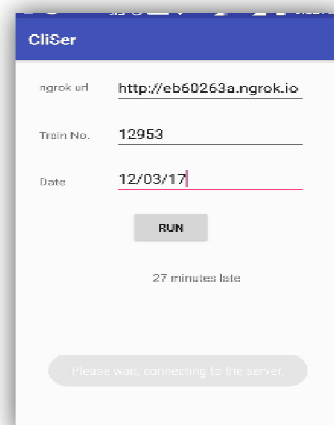 CliSer
ngrok url http://eb60263a.ngrok.io
Train No. 12953
Date 12/03/17
RUN
27 minutes late
Please wait, connecting to the server.